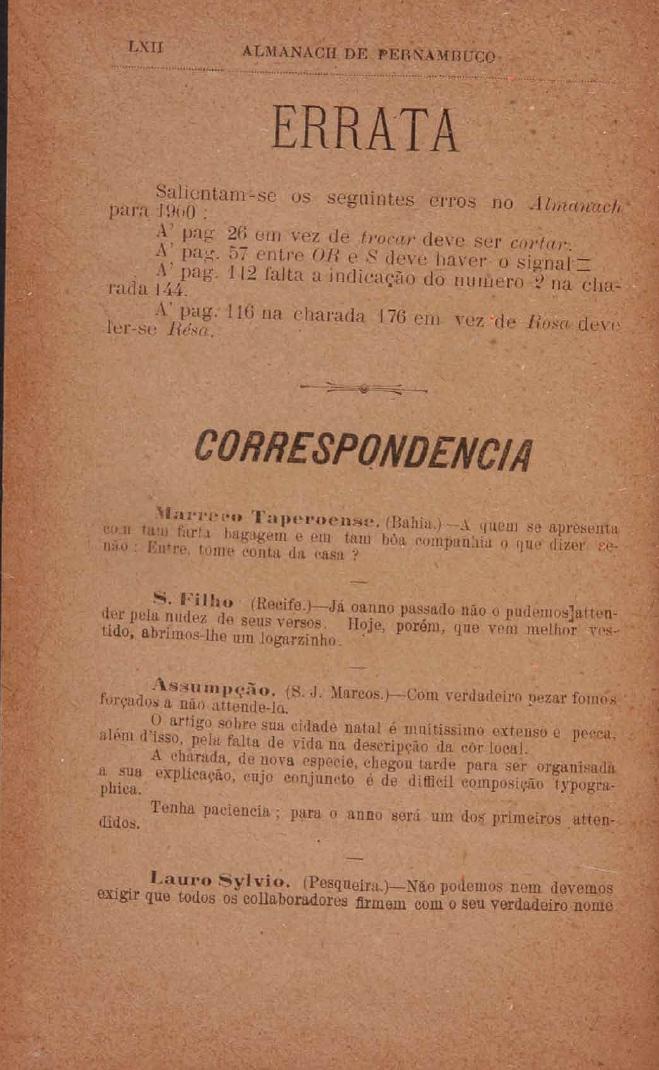 LXII ALMANACH DE PERNAMBUCO
ERRATA
Salientam-se os seguintes erros no Almanach
para 1900 :
A' pag 26 em vez de trocar deve ser cortar.
A' pag. 57 entre OR e S deve haver o signal =
A' pag. 112 falta a indicação do numero 2 na cha-
rada 144.
A' pag. 116 na charada 176 em vez de Rosa deve
ler-se Résa.
CORRESPONDENCIA
Marreco Taperoense. (Bahia.)—A quem se apresenta
com tam farta bagagem e em tam bôa companhia o que dizer se-
não : Entre, tome conta da casa ?
S. Filho (Recife.)—Já oanno passado não o pudemos]atten-
der pela nudez de seus versos. Hoje, porém, que vem melhor ves-
tido, abrimos-lhe um logarzinho.
Assumpção. (S. J. Marcos.)—Com verdadeiro pezar fomos
forçados a não attende-lo.
O artigo sobre sua cidade natal é muitissimo extenso e pecca,
além d'isso, pela falta de vida na descripção da côr local.
A charada, de nova especie, chegou tarde para ser organisada
a sua explicação, cujo conjuncto é de difficil composição typogra-
phica.
Tenha paciencia ; para o anno será um dos primeiros atten-
didos.
Lauro Sylvio. (Pesqueira.)—Não podemos nem devemos
exigir que todos os collaboradores firmem com o seu verdadeiro nome